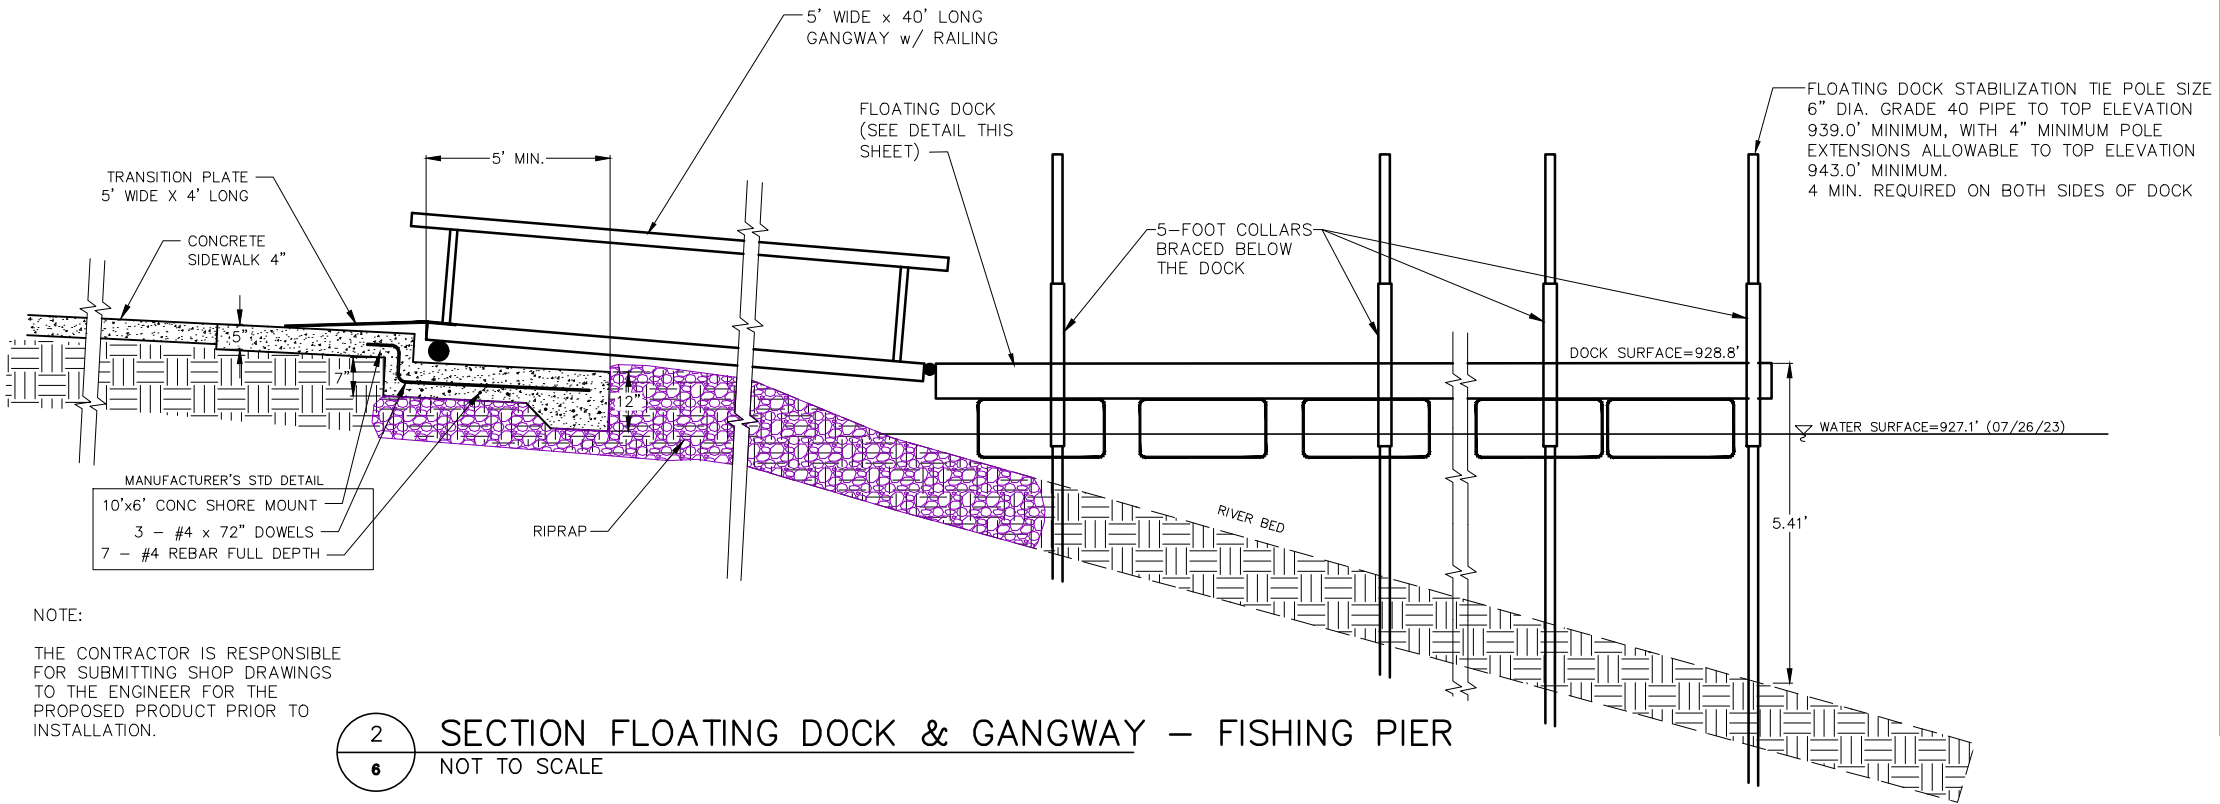 5' WIDE x 40' LONG
GANGWAY w/ RAILING
FLOATING DOCK
(SEE DETAIL THIS
SHEET)
FLOATING DOCK STABILIZATION TIE POLE SIZE
6" DIA. GRADE 40 PIPE TO TOP ELEVATION
939.0' MINIMUM, WITH 4" MINIMUM POLE
EXTENSIONS ALLOWABLE TO TOP ELEVATION
943.0' MINIMUM.
4 MIN. REQUIRED ON BOTH SIDES OF DOCK
5' MIN.
TRANSITION PLATE
5' WIDE X 4' LONG
CONCRETE
SIDEWALK 4"
5-FOOT COLLARS
BRACED BELOW
THE DOCK
5"
7"
12"
DOCK SURFACE=928.8'
WATER SURFACE=927.1' (07/26/23)
MANUFACTURER'S STD DETAIL
10'x6' CONC SHORE MOUNT
3 - #4 x 72" DOWELS
7 - #4 REBAR FULL DEPTH
RIPRAP
RIVER BED
5.41'
NOTE:
THE CONTRACTOR IS RESPONSIBLE
FOR SUBMITTING SHOP DRAWINGS
TO THE ENGINEER FOR THE
PROPOSED PRODUCT PRIOR TO
INSTALLATION.
2
6
SECTION FLOATING DOCK & GANGWAY - FISHING PIER
NOT TO SCALE